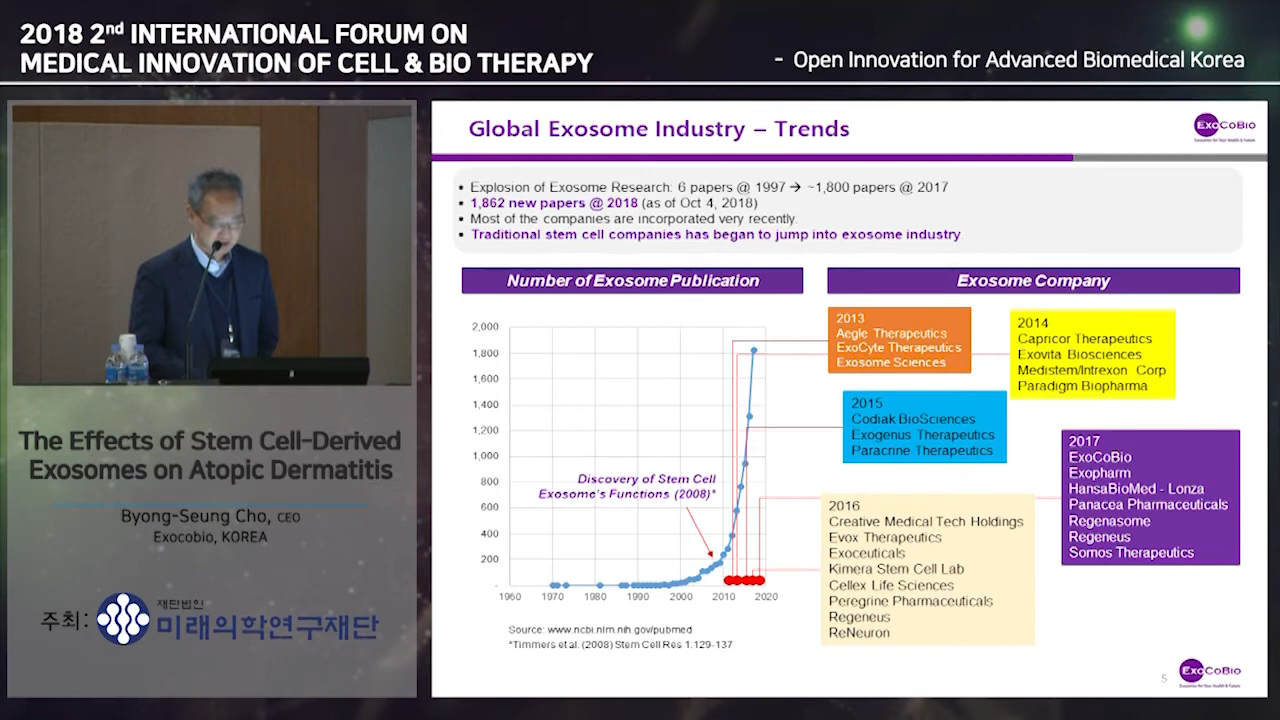 2018 2nd INTERNATIONAL FORUM ON
MEDICAL INNOVATION OF CELL & BIO THERAPY
- Open Innovation for Advanced Biomedical Korea
The Effects of Stem Cell-Derived
Exosomes on Atopic Dermatitis
Byong-Seung Cho, CEO
Exocobio, KOREA
주최:
재단법인
미래의학연구재단
Global Exosome Industry – Trends
ExoCoBio
Exosomes for Your Health & Future
• Explosion of Exosome Research: 6 papers @ 1997 → ~1,800 papers @ 2017
• 1,862 new papers @ 2018 (as of Oct 4, 2018)
• Most of the companies are incorporated very recently.
• Traditional stem cell companies has began to jump into exosome industry
Number of Exosome Publication
2,000
1,800
1,600
1,400
1,200
1,000
800
600
400
200
-
1960 1970 1980 1990 2000 2010 2020
Discovery of Stem Cell
Exosome's Functions (2008)*
Source: www.ncbi.nlm.nih.gov/pubmed
*Timmers et al. (2008) Stem Cell Res 1:129-137
Exosome Company
2013
Aegle Therapeutics
ExoCyte Therapeutics
Exosome Sciences
2014
Capricor Therapeutics
Exovita Biosciences
Medistem/Intrexon Corp
Paradigm Biopharma
2015
Codiak BioSciences
Exogenus Therapeutics
Paracrine Therapeutics
2016
Creative Medical Tech Holdings
Evox Therapeutics
Exoceuticals
Kimera Stem Cell Lab
Cellex Life Sciences
Peregrine Pharmaceuticals
Regeneus
ReNeuron
2017
ExoCoBio
Exopharm
HansaBioMed - Lonza
Panacea Pharmaceuticals
Regenasome
Regeneus
Somos Therapeutics
5
ExoCoBio
Exosomes for Your Health & Future